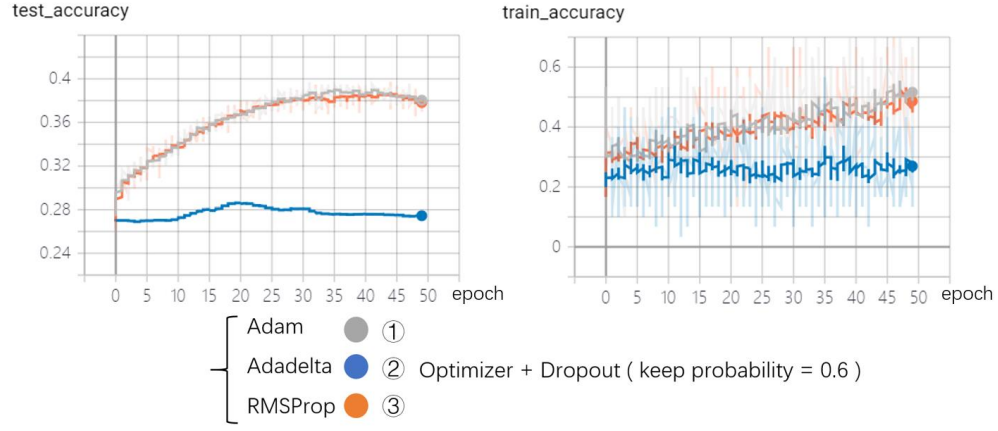 test_accuracy
0.4
0.36
0.32
0.28
0.24
0 5 10 15 20 25 30 35 40 45 50 epoch
train_accuracy
0.6
0.4
0.2
0
0 5 10 15 20 25 30 35 40 45 50 epoch
Adam ①
Adadelta ② Optimizer + Dropout ( keep probability = 0.6 )
RMSProp ③